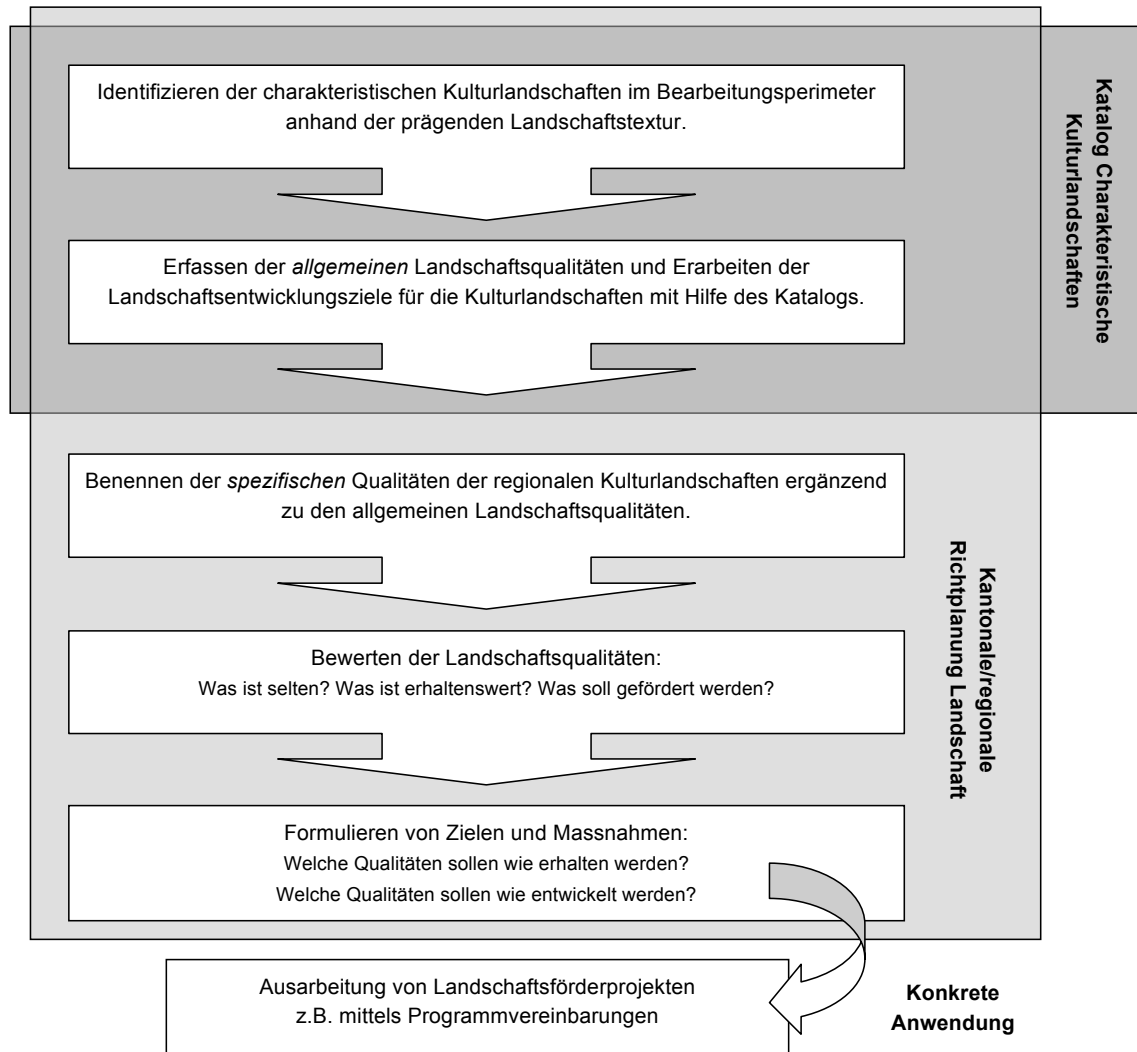 Identifizieren der charakteristischen Kulturlandschaften im Bearbeitungsperimeter
anhand der prägenden Landschaftstextur.
Erfassen der allgemeinen Landschaftsqualitäten und Erarbeiten der
Landschaftsentwicklungsziele für die Kulturlandschaften mit Hilfe des Katalogs.
Katalog Charakteristische
Kulturlandschaften
Benennen der spezifischen Qualitäten der regionalen Kulturlandschaften ergänzend
zu den allgemeinen Landschaftsqualitäten.
Bewerten der Landschaftsqualitäten:
Was ist selten? Was ist erhaltenswert? Was soll gefördert werden?
Formulieren von Zielen und Massnahmen:
Welche Qualitäten sollen wie erhalten werden?
Welche Qualitäten sollen wie entwickelt werden?
Kantonale/regionale
Richtplanung Landschaft
Ausarbeitung von Landschaftsförderprojekten
z.B. mittels Programmvereinbarungen
Konkrete
Anwendung